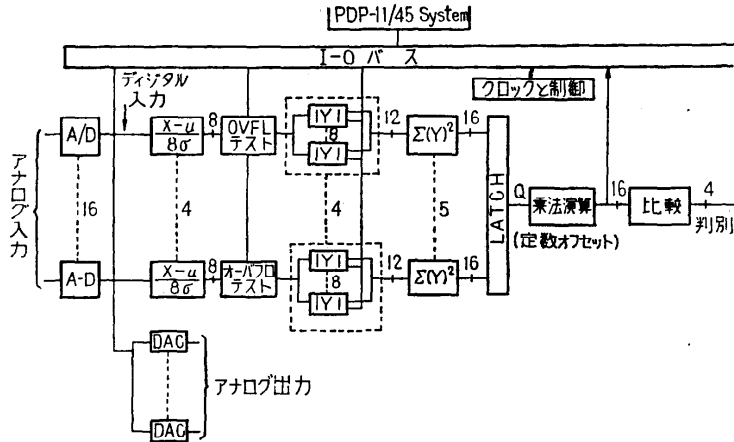 PDP-11/45 System
I-O バス
ディジタル
入力
クロックと制御
アナログ入力
A/D
X-μ
8σ
8
OVFL
テスト
|Y|
8
|Y|
12
Σ(Y)²
16
LATCH
Q
乗法演算
(定数オフセット)
16
比較
4
判別
16
4
4
5
A-D
X-μ
8σ
8
オーバフロ
テスト
|Y|
8
|Y|
12
Σ(Y)²
16
DAC
DAC
アナログ出力